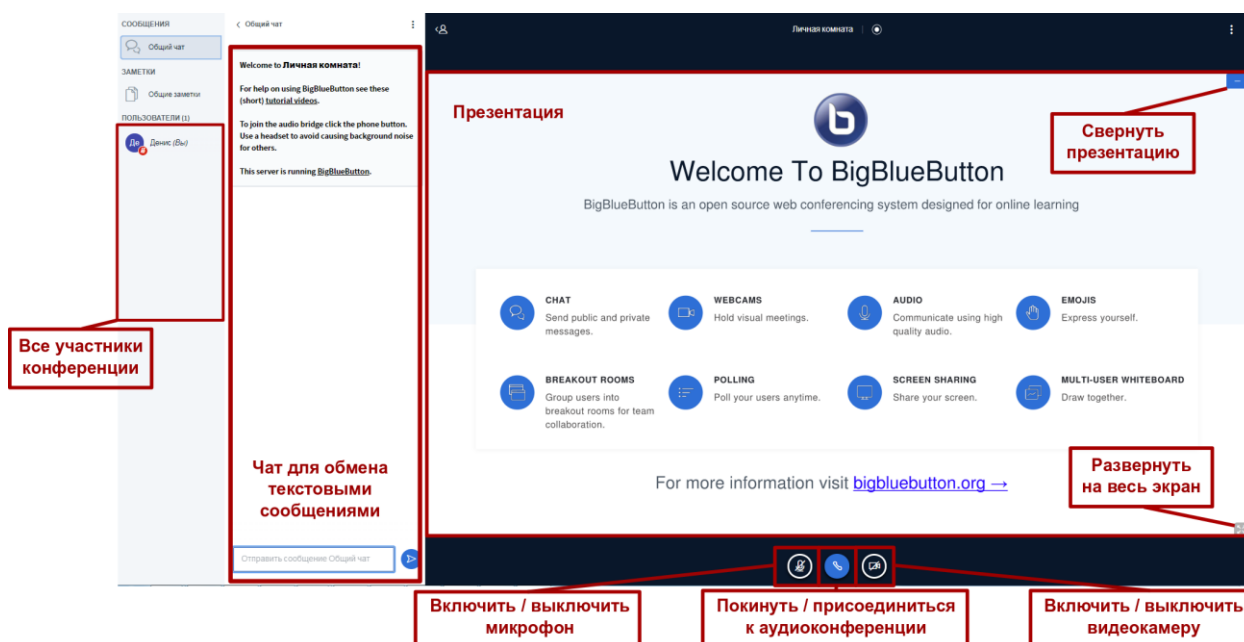 СООБЩЕНИЯ
Общий чат
ЗАМЕТКИ
Общие заметки
ПОЛЬЗОВАТЕЛИ (1)
Де
Денис (Вы)
Все участники
конференции
Общий чат
Welcome to Личная комната!
For help on using BigBlueButton see these
(short) tutorial videos.
To join the audio bridge click the phone button.
Use a headset to avoid causing background noise
for others.
This server is running BigBlueButton.
Чат для обмена
текстовыми
сообщениями
Отправить сообщение Общий чат
Личная комната
Презентация
b
Свернуть
презентацию
Welcome To BigBlueButton
BigBlueButton is an open source web conferencing system designed for online learning
CHAT
Send public and private
messages.
WEBCAMS
Hold visual meetings.
AUDIO
Communicate using high
quality audio.
EMOJIS
Express yourself.
BREAKOUT ROOMS
Group users into
breakout rooms for team
collaboration.
POLLING
Poll your users anytime.
SCREEN SHARING
Share your screen.
MULTI-USER WHITEBOARD
Draw together.
For more information visit bigbluebutton.org →
Развернуть
на весь экран
Включить / выключить
микрофон
Покинуть / присоединиться
к аудиоконференции
Включить / выключить
видеокамеру